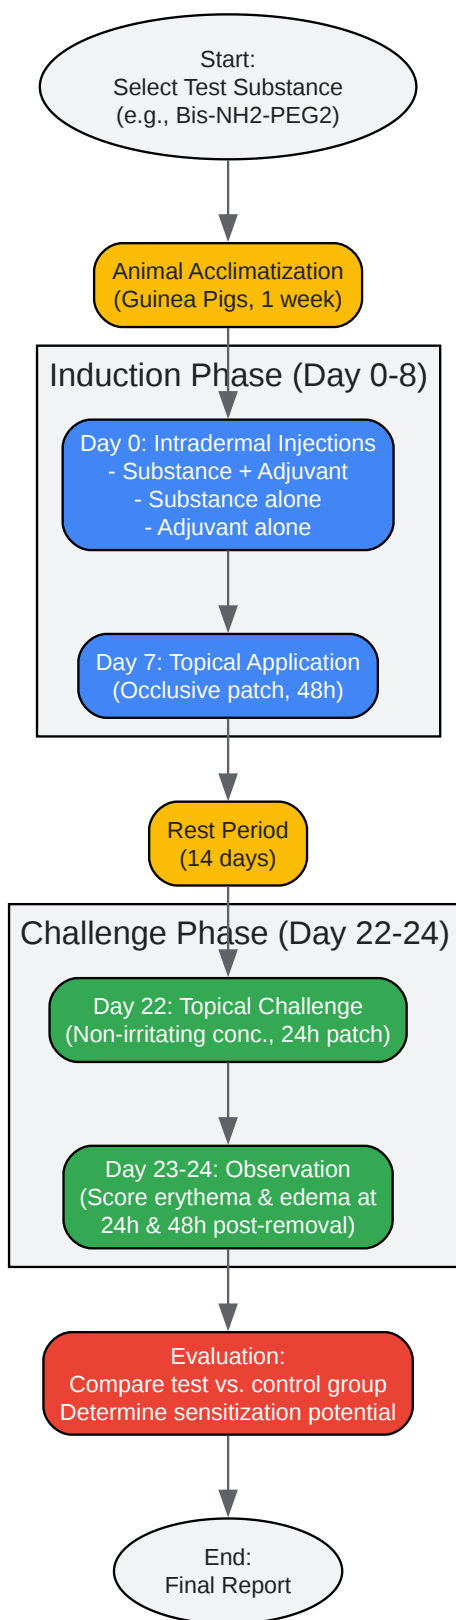 Start:
Select Test Substance
(e.g., Bis-NH2-PEG2)
Animal Acclimatization
(Guinea Pigs, 1 week)
Induction Phase (Day 0-8)
Day 0: Intradermal Injections
- Substance + Adjuvant
- Substance alone
- Adjuvant alone
Day 7: Topical Application
(Occlusive patch, 48h)
Rest Period
(14 days)
Challenge Phase (Day 22-24)
Day 22: Topical Challenge
(Non-irritating conc., 24h patch)
Day 23-24: Observation
(Score erythema & edema at
24h & 48h post-removal)
Evaluation:
Compare test vs. control group
Determine sensitization potential
End:
Final Report